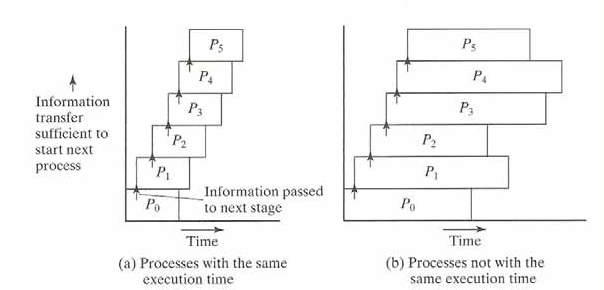 P5
P4
P3
P2
P1
P0
Information
transfer
sufficient to
start next
process
Information passed
to next stage
Time
(a) Processes with the same
execution time
P5
P4
P3
P2
P1
P0
Time
(b) Processes not with the
same execution time